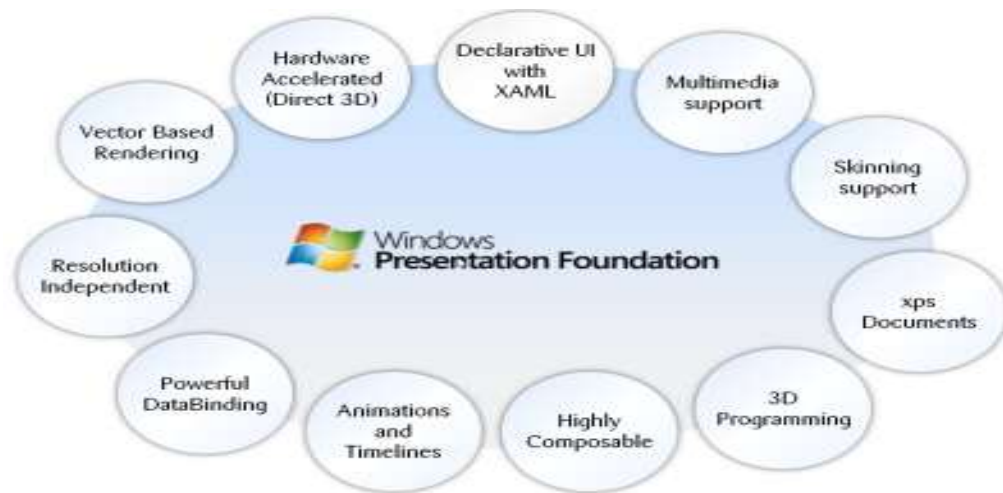 Hardware
Accelerated
(Direct 3D)
Declarative UI
with
XAML
Multimedia
support
Vector Based
Rendering
Skinning
support
Windows
Presentation Foundation
Resolution
Independent
xps
Documents
Powerful
DataBinding
Animations
and
Timelines
Highly
Composable
3D
Programming